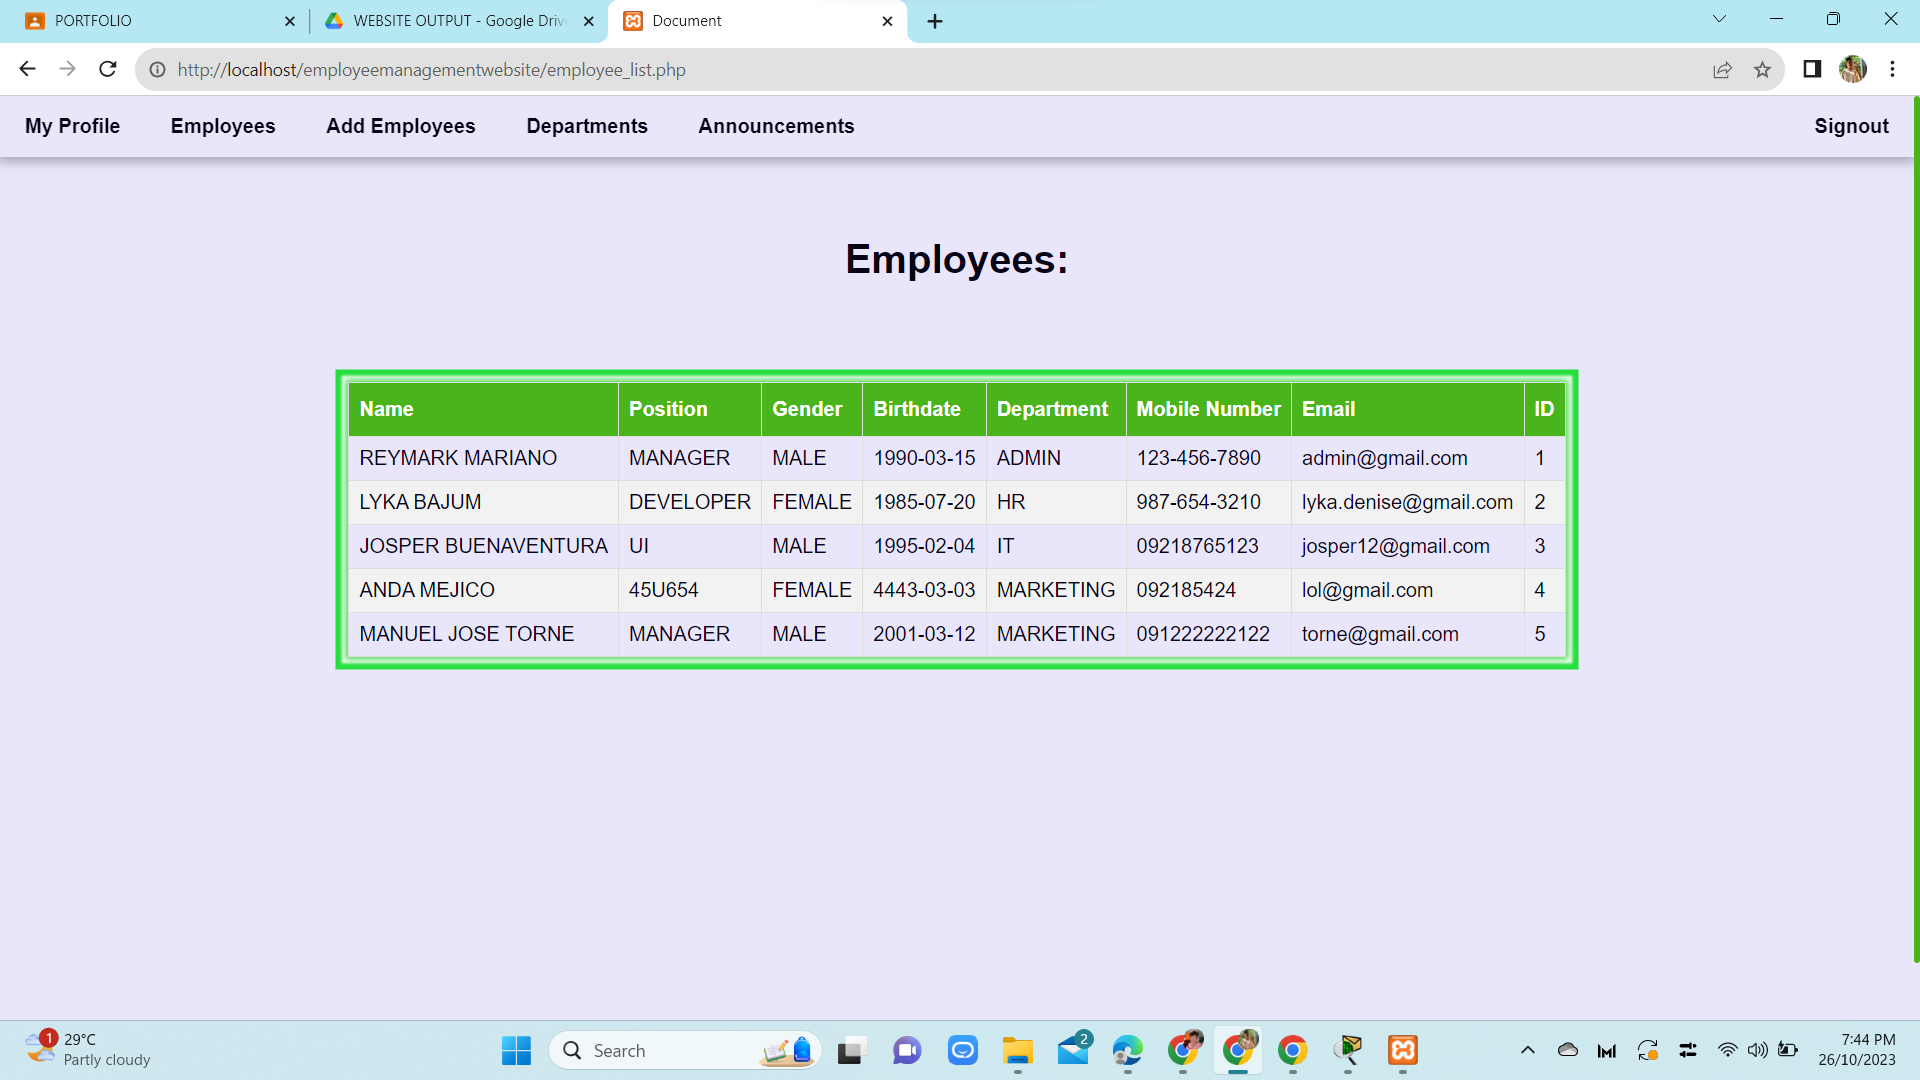 PORTFOLIO
WEBSITE OUTPUT - Google Driv
Document
http://localhost/employeemanagementwebsite/employee_list.php
My Profile Employees Add Employees Departments Announcements Signout
Employees:
Name Position Gender Birthdate Department Mobile Number Email ID
REYMARK MARIANO MANAGER MALE 1990-03-15 ADMIN 123-456-7890 admin@gmail.com 1
LYKA BAJUM DEVELOPER FEMALE 1985-07-20 HR 987-654-3210 lyka.denise@gmail.com 2
JOSPER BUENAVENTURA UI MALE 1995-02-04 IT 09218765123 josper12@gmail.com 3
ANDA MEJICO 45U654 FEMALE 4443-03-03 MARKETING 092185424 lol@gmail.com 4
MANUEL JOSE TORNE MANAGER MALE 2001-03-12 MARKETING 091222222122 torne@gmail.com 5
1
29°C
Partly cloudy
Search
2
7:44 PM
26/10/2023